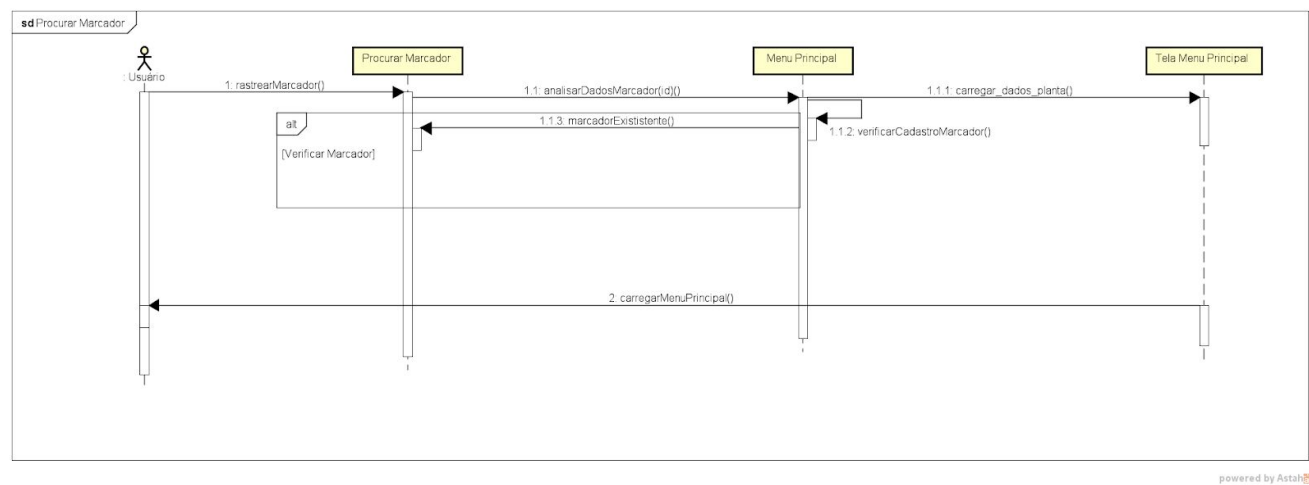 sd Procurar Marcador
: Usuário
Procurar Marcador
Menu Principal
Tela Menu Principal
1: rastrearMarcador()
1.1: analisarDadosMarcador(id)()
1.1.1: carregar_dados_planta()
alt
1.1.3: marcadorExististente()
1.1.2: verificarCadastroMarcador()
[Verificar Marcador]
2: carregarMenuPrincipal()
powered by Astah